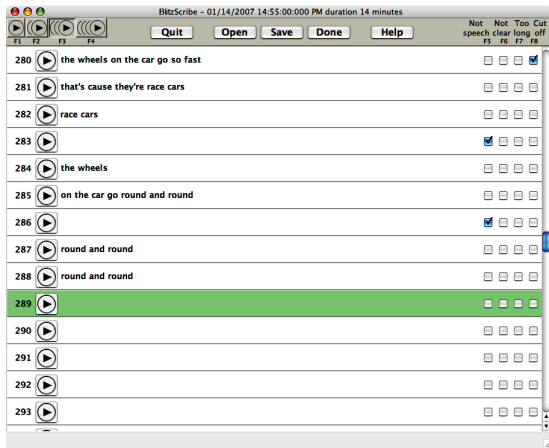 BlitzScribe – 01/14/2007 14:55:00:000 PM duration 14 minutes
F1 F2 F3 F4 Quit Open Save Done Help
Not Not Too Cut
speech clear long off
F5 F6 F7 F8
280 the wheels on the car go so fast
281 that's cause they're race cars
282 race cars
283
284 the wheels
285 on the car go round and round
286
287 round and round
288 round and round
289
290
291
292
293